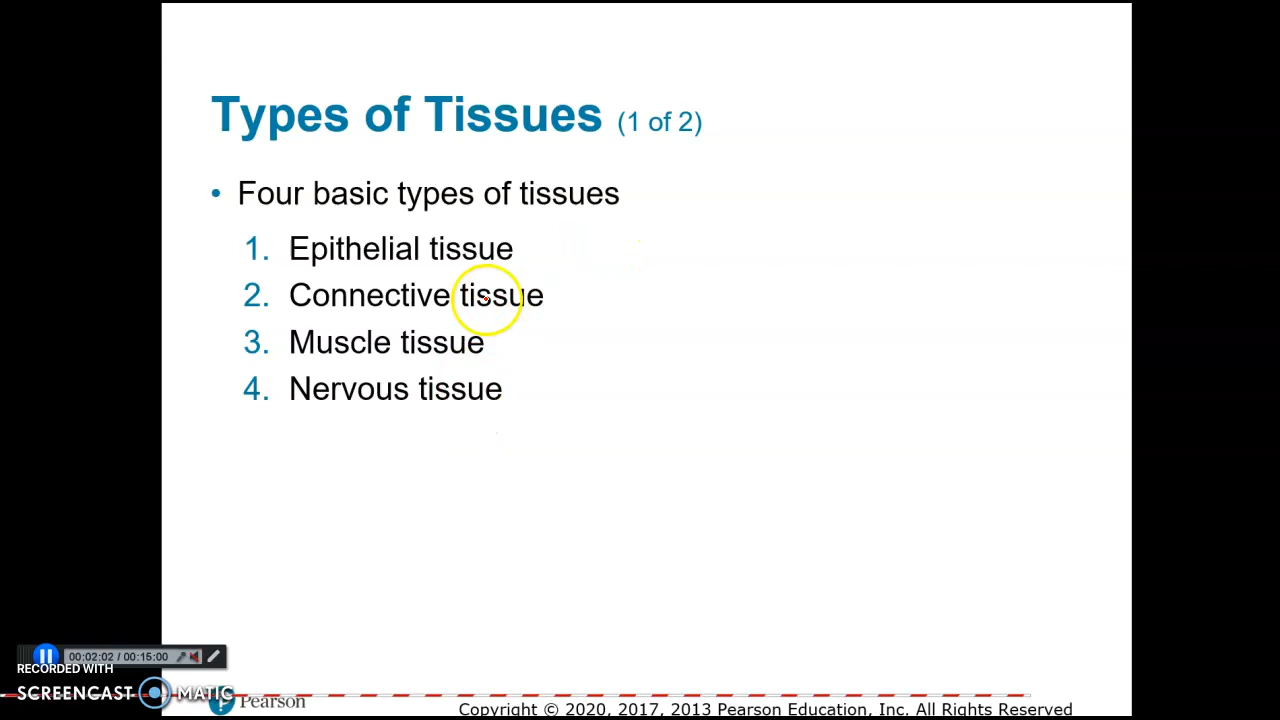 Types of Tissues (1 of 2)
• Four basic types of tissues
1. Epithelial tissue
2. Connective tissue
3. Muscle tissue
4. Nervous tissue
00:02:02 / 00:15:00
RECORDED WITH
SCREENCAST MATIC
Pearson
Copyright © 2020, 2017, 2013 Pearson Education, Inc. All Rights Reserved